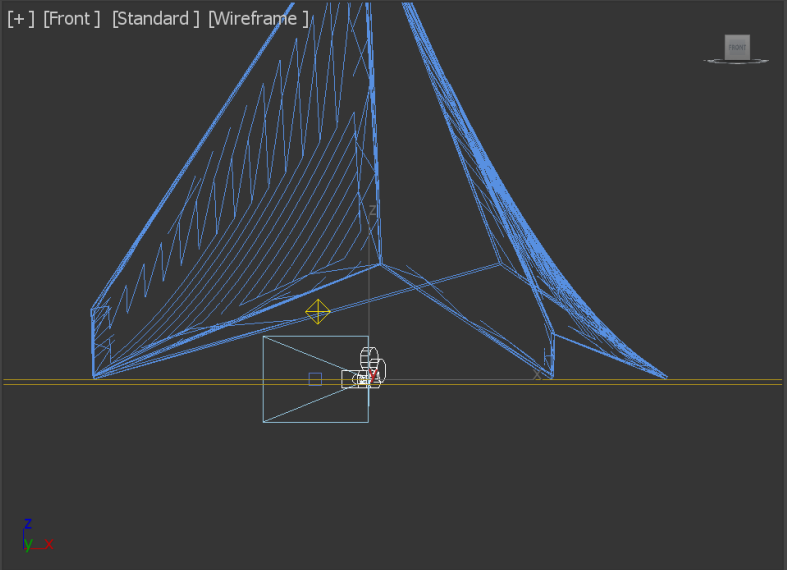 [+ ] [Front ] [Standard ] [Wireframe ]
FRONT
Z
X
z
y x